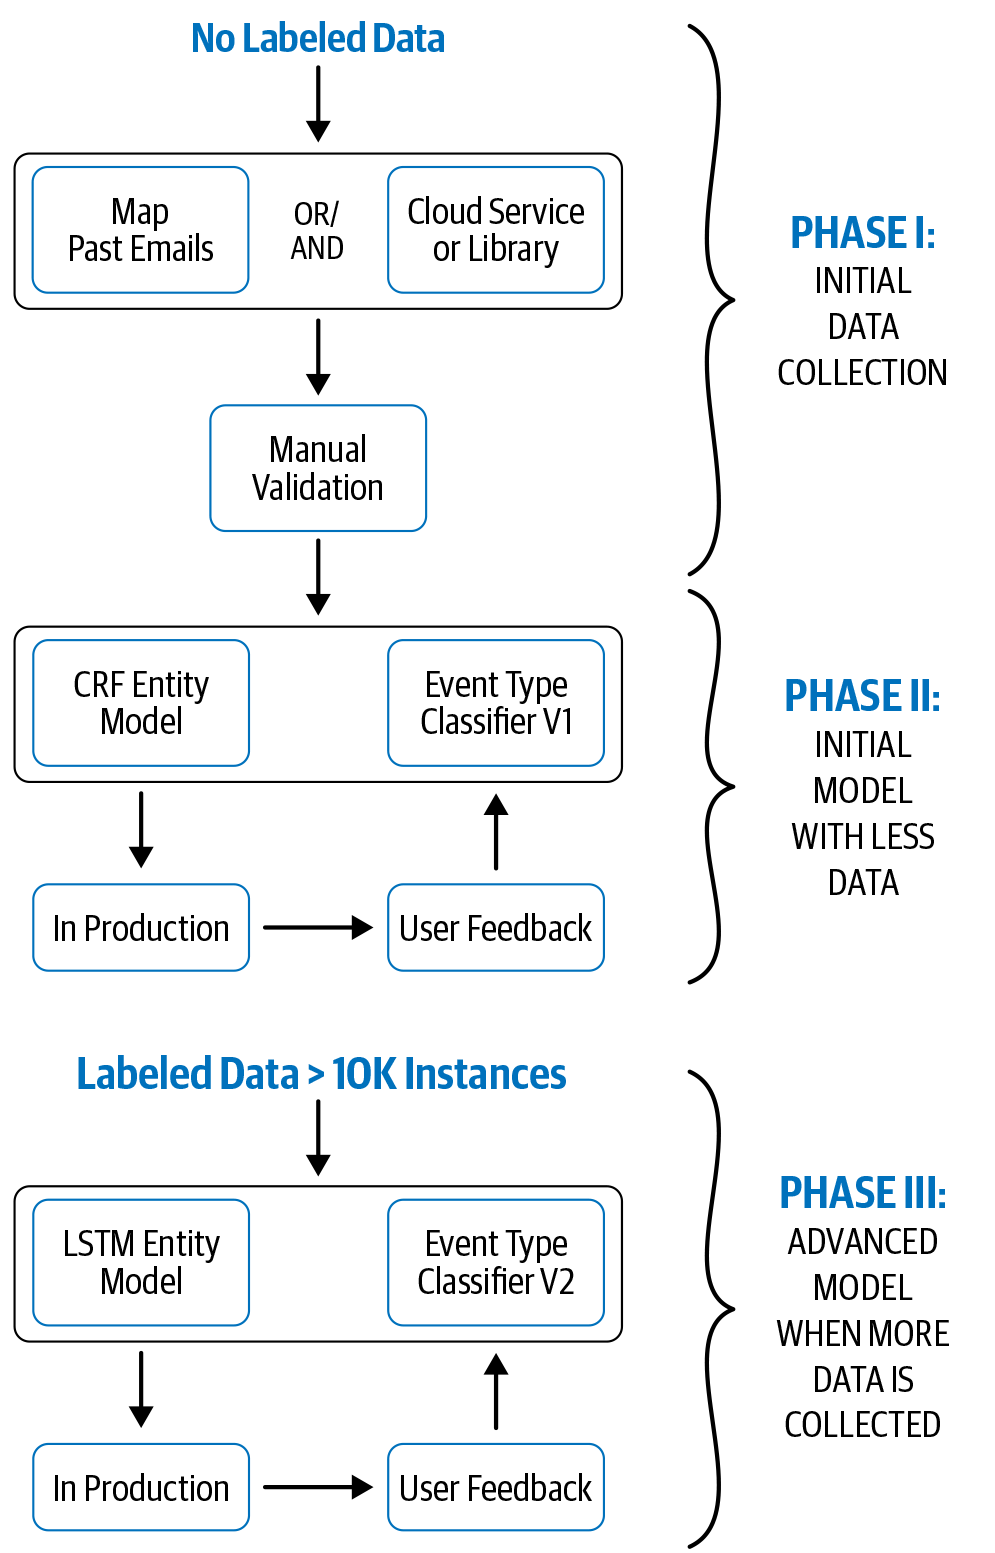 No Labeled Data
Map
Past Emails
OR/
AND
Cloud Service
or Library
Manual
Validation
PHASE I:
INITIAL
DATA
COLLECTION
CRF Entity
Model
Event Type
Classifier V1
In Production
User Feedback
PHASE II:
INITIAL
MODEL
WITH LESS
DATA
Labeled Data > 10K Instances
LSTM Entity
Model
Event Type
Classifier V2
In Production
User Feedback
PHASE III:
ADVANCED
MODEL
WHEN MORE
DATA IS
COLLECTED